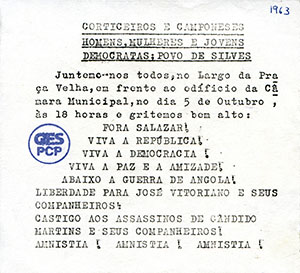 1963
CORTICEIROS E CAMPONESES
HOMENS,MULHERES E JOVENS
DEMOCRATAS;POVO DE SILVES
Juntemo-nos todos,no Largo da Pra
ça Velha,em frente ao edifício da Câ
mara Municipal,no dia 5 de Outubro ,
às 18 horas e gritemos bem alto:
FORA SALAZAR!
VIVA A REPÚBLICA!
VIVA A DEMOCRACIA !
VIVA A PAZ E A AMIZADE!
ABAIXO A GUERRA DE ANGOLA!
LIBERDADE PARA JOSÉ VITORIANO E SEUS
COMPANHEIROS!
CASTIGO AOS ASSASSINOS DE CÂNDIDO
MARTINS E SEUS COMPANHEIROS!
AMNISTIA ! AMNISTIA ! AMNISTIA !
GES
PCP